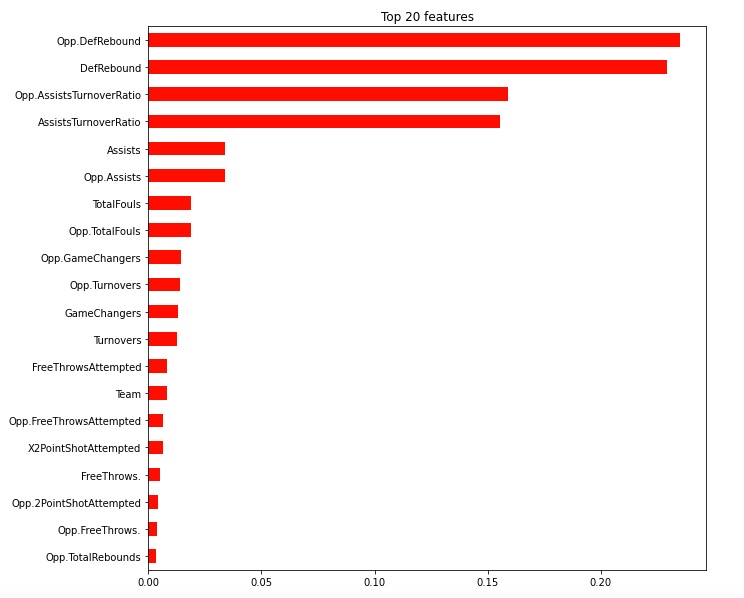 Top 20 features
Opp.DefRebound
DefRebound
Opp.AssistsTurnoverRatio
AssistsTurnoverRatio
Assists
Opp.Assists
TotalFouls
Opp.TotalFouls
Opp.GameChangers
Opp.Turnovers
GameChangers
Turnovers
FreeThrowsAttempted
Team
Opp.FreeThrowsAttempted
X2PointShotAttempted
FreeThrows.
Opp.2PointShotAttempted
Opp.FreeThrows.
Opp.TotalRebounds
0.00 0.05 0.10 0.15 0.20